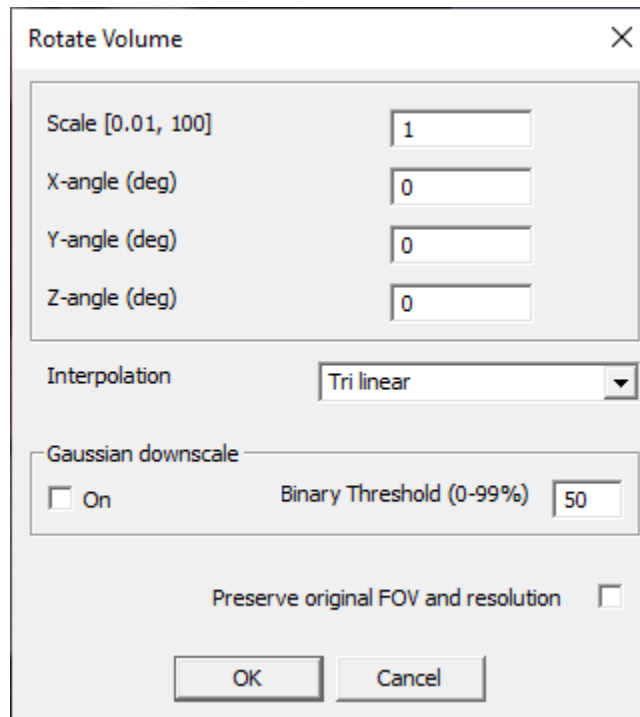 Rotate Volume
Scale [0.01, 100] 1
X-angle (deg) 0
Y-angle (deg) 0
Z-angle (deg) 0
Interpolation Tri linear
Gaussian downscale
On Binary Threshold (0-99%) 50
Preserve original FOV and resolution
OK Cancel